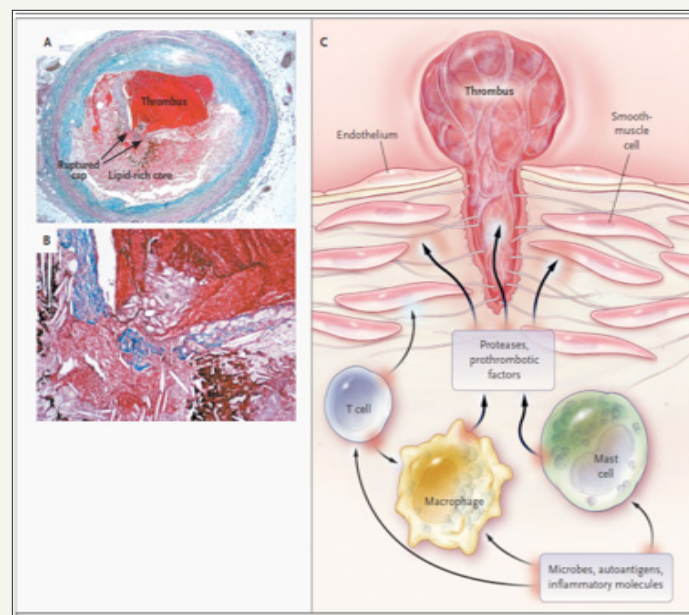 A
Thrombus
Ruptured
cap
Lipid-rich core
B
C
Thrombus
Endothelium
Smooth-
muscle
cell
Proteases,
prothrombotic
factors
T cell
Macrophage
Mast
cell
Microbes, autoantigens,
inflammatory molecules